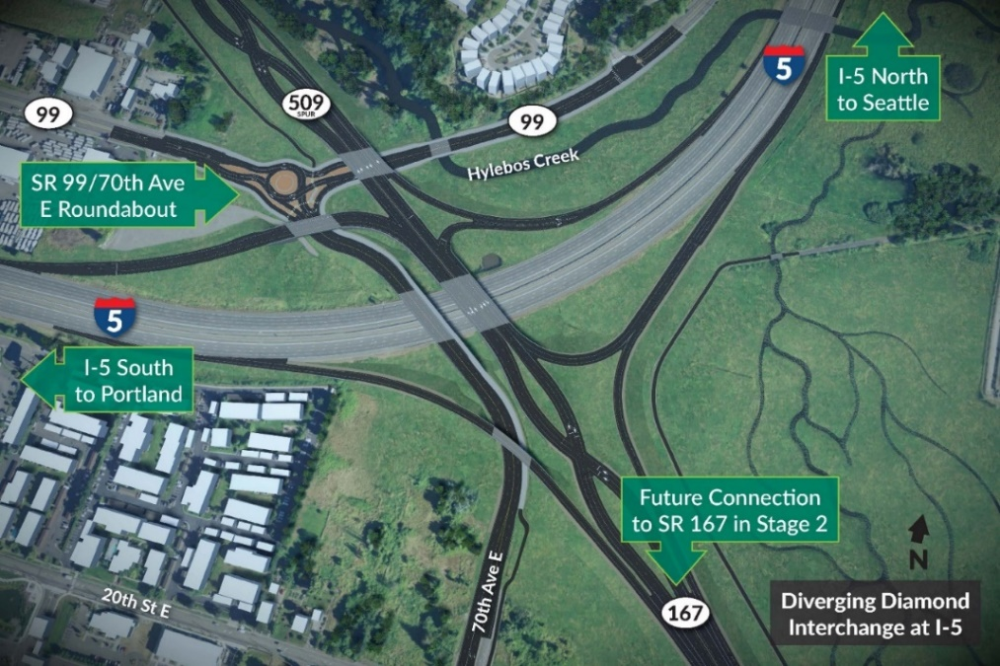 99
509
SPUR
99
5
I-5 North
to Seattle
SR 99/70th Ave
E Roundabout
Hylebos Creek
5
I-5 South
to Portland
Future Connection
to SR 167 in Stage 2
N
70th Ave E
20th St E
167
Diverging Diamond
Interchange at I-5